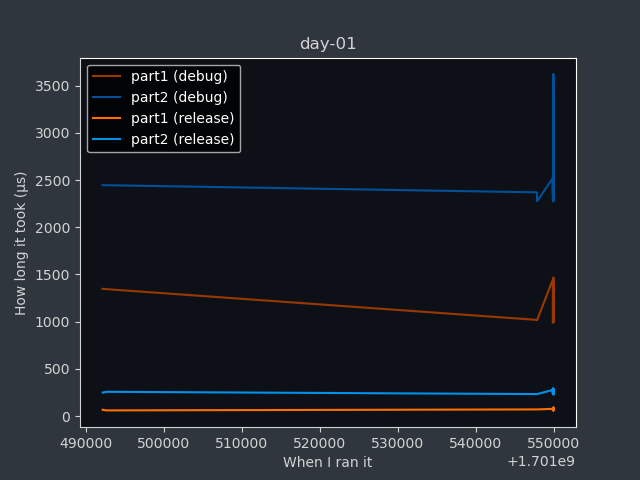 day-01
part1 (debug)
part2 (debug)
part1 (release)
part2 (release)
How long it took (µs)
3500
3000
2500
2000
1500
1000
500
0
490000 500000 510000 520000 530000 540000 550000
When I ran it
+1.701e9